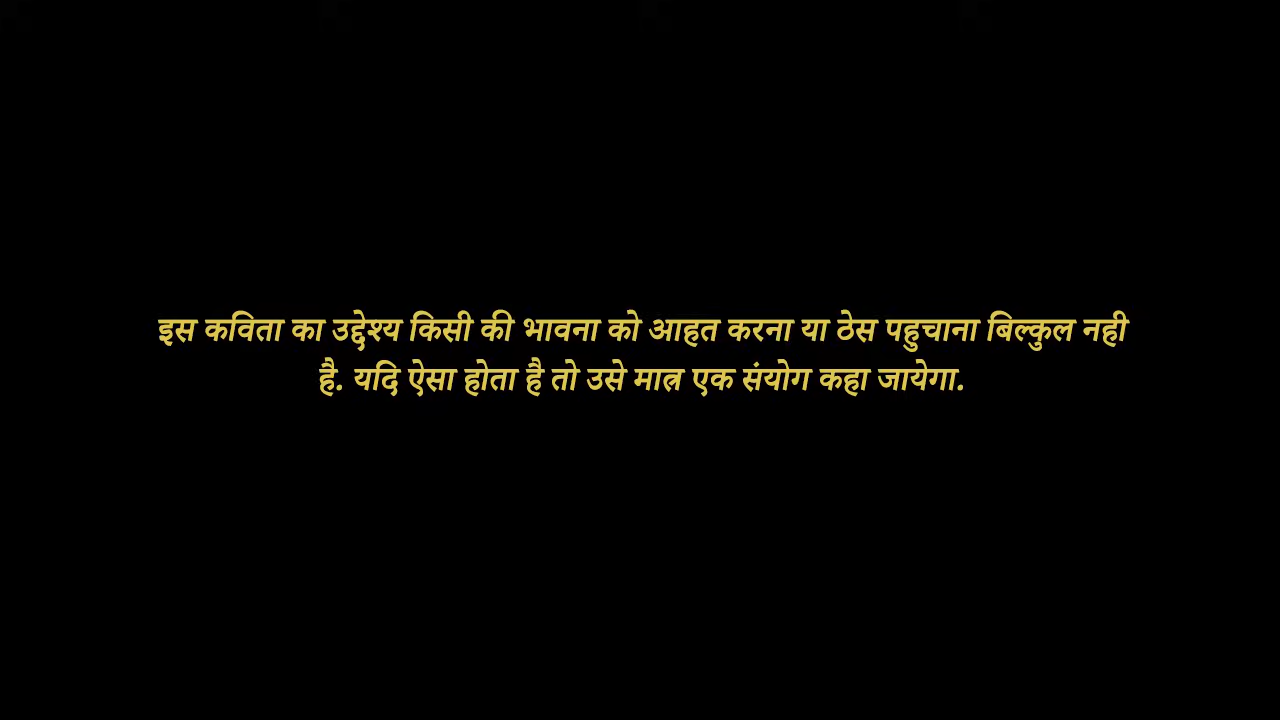 इस कविता का उद्देश्य किसी की भावना को आहत करना या ठेस पहुचाना बिल्कुल नही
है. यदि ऐसा होता है तो उसे मात्र एक संयोग कहा जायेगा.